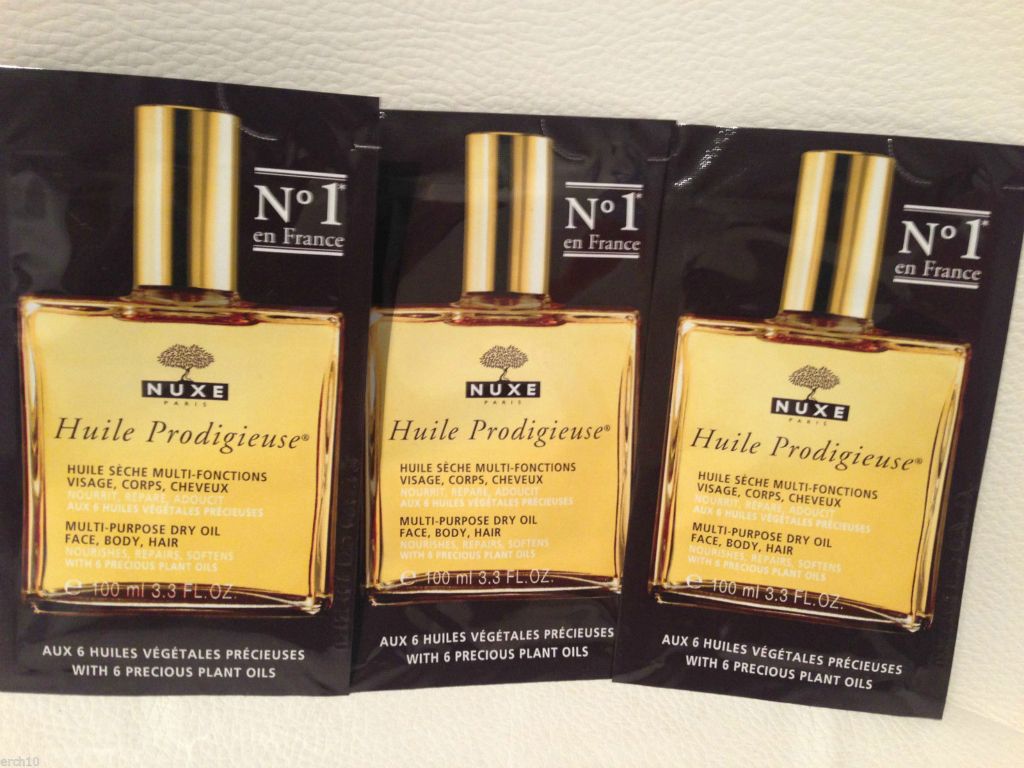 Nº1*
en France
NUXE
PARIS
Huile Prodigieuse®
HUILE SÈCHE MULTI-FONCTIONS
VISAGE, CORPS, CHEVEUX
NOURRIT, RÉPARE, ADOUCIT
AUX 6 HUILES VÉGÉTALES PRÉCIEUSES
MULTI-PURPOSE DRY OIL
FACE, BODY, HAIR
NOURISHES, REPAIRS, SOFTENS
WITH 6 PRECIOUS PLANT OILS
℮ 100 ml 3.3 FL.OZ.
AUX 6 HUILES VÉGÉTALES PRÉCIEUSES
WITH 6 PRECIOUS PLANT OILS
Nº1*
en France
NUXE
PARIS
Huile Prodigieuse®
HUILE SÈCHE MULTI-FONCTIONS
VISAGE, CORPS, CHEVEUX
NOURRIT, RÉPARE, ADOUCIT
AUX 6 HUILES VÉGÉTALES PRÉCIEUSES
MULTI-PURPOSE DRY OIL
FACE, BODY, HAIR
NOURISHES, REPAIRS, SOFTENS
WITH 6 PRECIOUS PLANT OILS
℮ 100 ml 3.3 FL.OZ.
AUX 6 HUILES VÉGÉTALES PRÉCIEUSES
WITH 6 PRECIOUS PLANT OILS
Nº1*
en France
NUXE
PARIS
Huile Prodigieuse®
HUILE SÈCHE MULTI-FONCTIONS
VISAGE, CORPS, CHEVEUX
NOURRIT, RÉPARE, ADOUCIT
AUX 6 HUILES VÉGÉTALES PRÉCIEUSES
MULTI-PURPOSE DRY OIL
FACE, BODY, HAIR
NOURISHES, REPAIRS, SOFTENS
WITH 6 PRECIOUS PLANT OILS
℮ 100 ml 3.3 FL.OZ.
AUX 6 HUILES VÉGÉTALES PRÉCIEUSES
WITH 6 PRECIOUS PLANT OILS
erch10